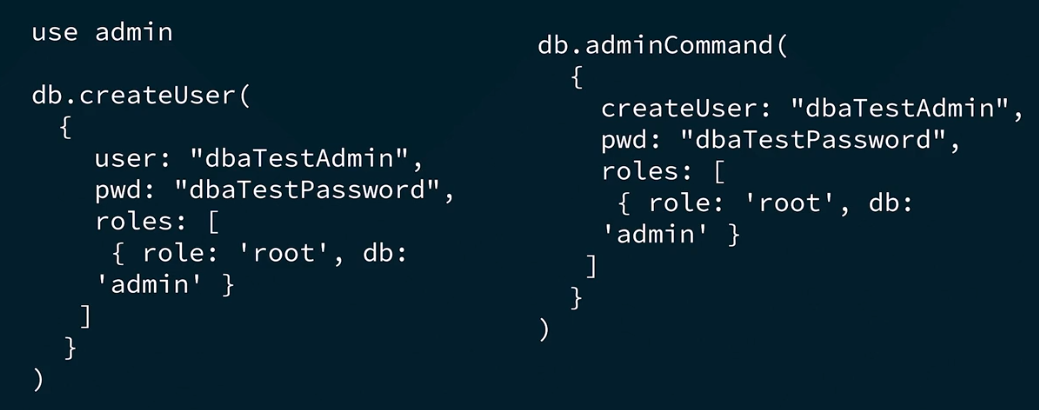 use admin
db.createUser(
{
user: "dbaTestAdmin",
pwd: "dbaTestPassword",
roles: [
{ role: 'root', db:
'admin' }
]
}
)
db.adminCommand(
{
createUser: "dbaTestAdmin",
pwd: "dbaTestPassword",
roles: [
{ role: 'root', db:
'admin' }
]
}
)